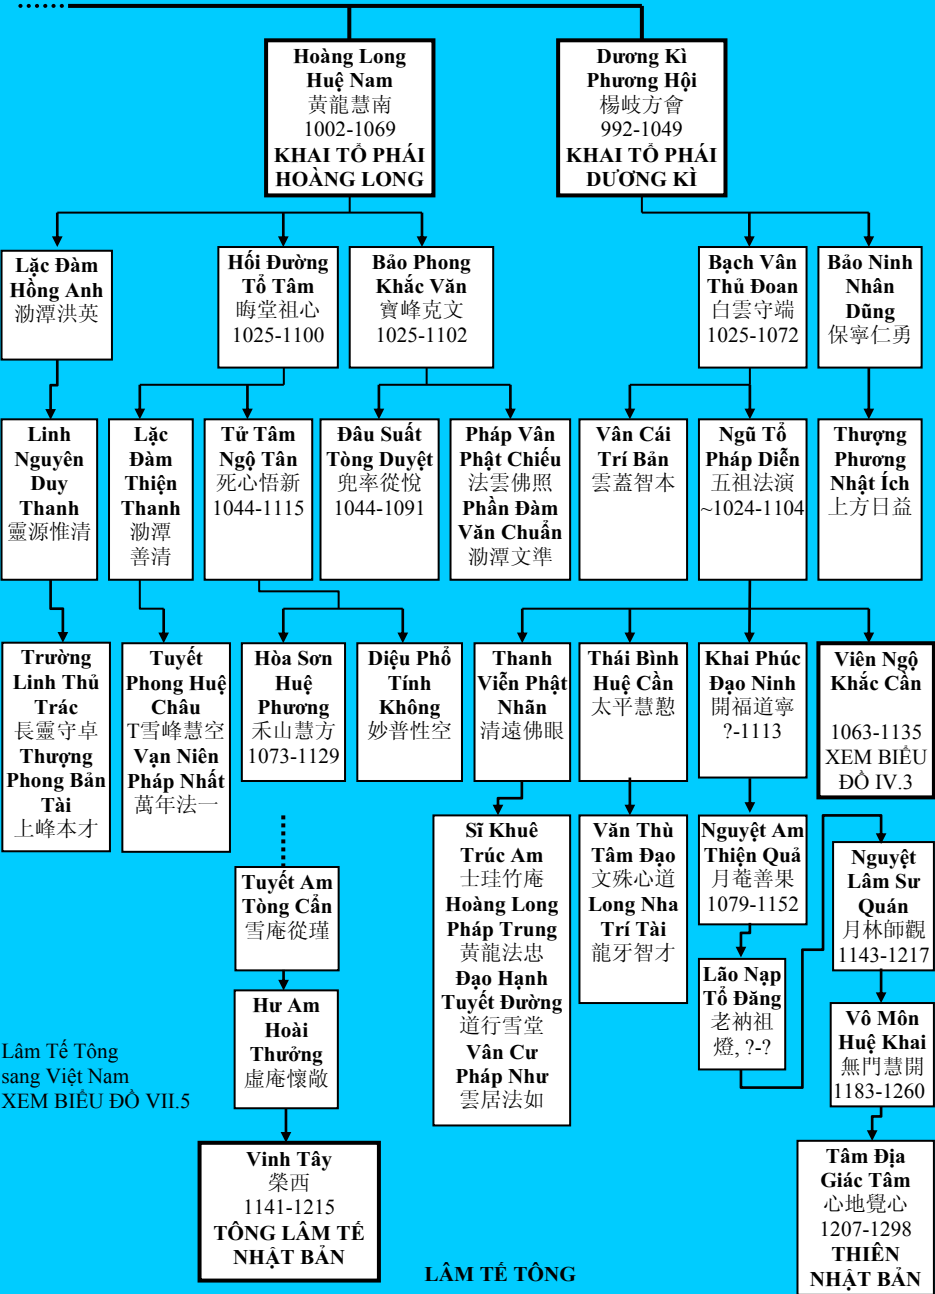 Hoàng Long
Huệ Nam
黃龍慧南
1002-1069
KHAI TỔ PHÁI
HOÀNG LONG
Dương Kì
Phương Hội
楊岐方會
992-1049
KHAI TỔ PHÁI
DƯƠNG KÌ
Lặc Đàm
Hồng Anh
泐潭洪英
Hối Đường
Tổ Tâm
晦堂祖心
1025-1100
Bảo Phong
Khắc Văn
寶峰克文
1025-1102
Bạch Vân
Thủ Đoan
白雲守端
1025-1072
Bảo Ninh
Nhân
Dũng
保寧仁勇
Linh
Nguyên
Duy
Thanh
靈源惟清
Lặc
Đàm
Thiện
Thanh
泐潭
善清
Tử Tâm
Ngộ Tân
死心悟新
1044-1115
Đâu Suất
Tòng Duyệt
兜率從悅
1044-1091
Pháp Vân
Phật Chiếu
法雲佛照
Phần Đàm
Văn Chuẩn
泐潭文準
Vân Cái
Trí Bản
雲蓋智本
Ngũ Tổ
Pháp Diễn
五祖法演
~1024-1104
Thượng
Phương
Nhật Ích
上方日益
Trường
Linh Thủ
Trác
長靈守卓
Thượng
Phong Bản
Tài
上峰本才
Tuyết
Phong Huệ
Châu
T雪峰慧空
Vạn Niên
Pháp Nhất
萬年法一
Hòa Sơn
Huệ
Phương
禾山慧方
1073-1129
Diệu Phổ
Tính
Không
妙普性空
Thanh
Viễn Phật
Nhãn
清遠佛眼
Thái Bình
Huệ Cần
太平慧懃
Khai Phúc
Đạo Ninh
開福道寧
?-1113
Viên Ngộ
Khắc Cần
1063-1135
XEM BIỂU
ĐỒ IV.3
Sĩ Khuê
Trúc Am
士珪竹庵
Hoàng Long
Pháp Trung
黃龍法忠
Đạo Hạnh
Tuyết Đường
道行雪堂
Vân Cư
Pháp Như
雲居法如
Văn Thù
Tâm Đạo
文殊心道
Long Nha
Trí Tài
龍牙智才
Nguyệt Am
Thiện Quả
月菴善果
1079-1152
Nguyệt
Lâm Sư
Quán
月林師觀
1143-1217
Tuyết Am
Tòng Cẩn
雪庵從瑾
Lão Nạp
Tổ Đăng
老衲祖
燈, ?-?
Hư Am
Hoài
Thưởng
虛庵懷敞
Vô Môn
Huệ Khai
無門慧開
1183-1260
Lâm Tế Tông
sang Việt Nam
XEM BIỂU ĐỒ VII.5
Vinh Tây
榮西
1141-1215
TÔNG LÂM TẾ
NHẬT BẢN
Tâm Địa
Giác Tâm
心地覺心
1207-1298
THIÊN
NHẬT BẢN
LÂM TẾ TÔNG